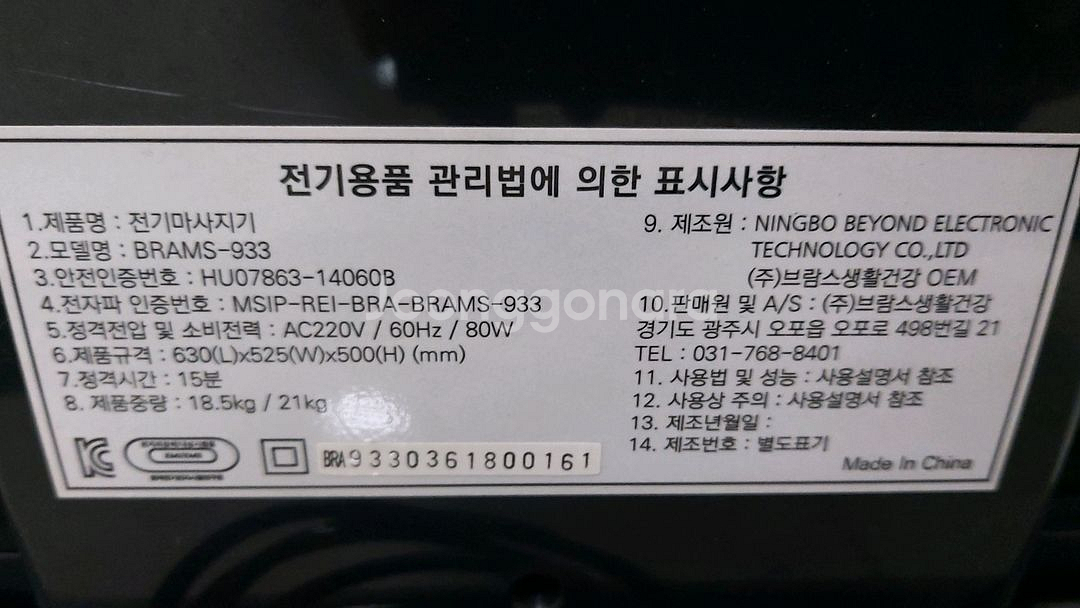 전기용품 관리법에 의한 표시사항
1.제품명 : 전기마사지기
2.모델명 : BRAMS-933
3.안전인증번호 : HU07863-14060B
4.전자파 인증번호 : MSIP-REI-BRA-BRAMS-933
5.정격전압 및 소비전력 : AC220V / 60Hz / 80W
6.제품규격 : 630(L)x525(W)x500(H) (mm)
7.정격시간 : 15분
8. 제품중량 : 18.5kg / 21kg
BRA9330361800161
9. 제조원 : NINGBO BEYOND ELECTRONIC
TECHNOLOGY CO.,LTD
(주)브람스생활건강 OEM
10.판매원 및 A/S : (주)브람스생활건강
경기도 광주시 오포읍 오포로 498번길 21
TEL : 031-768-8401
11. 사용법 및 성능 : 사용설명서 참조
12. 사용상 주의 : 사용설명서 참조
13. 제조년월일 :
14. 제조번호 : 별도표기
Made In China
Joonggonara